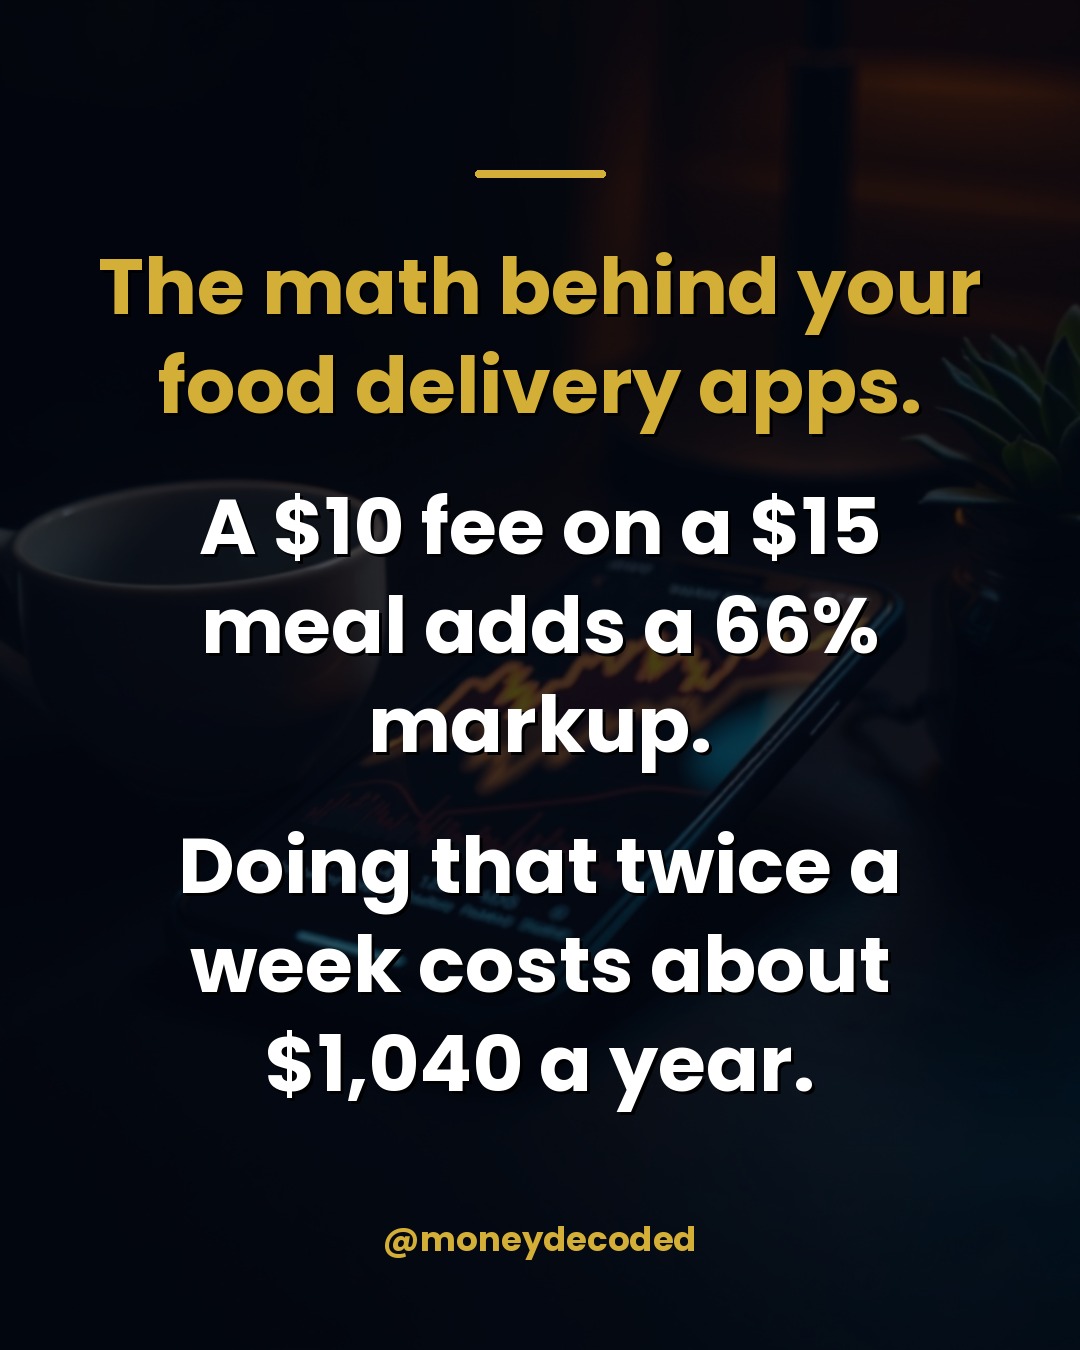 The math behind your
food delivery apps.
A $10 fee on a $15
meal adds a 66%
markup.
Doing that twice a
week costs about
$1,040 a year.
@moneydecoded